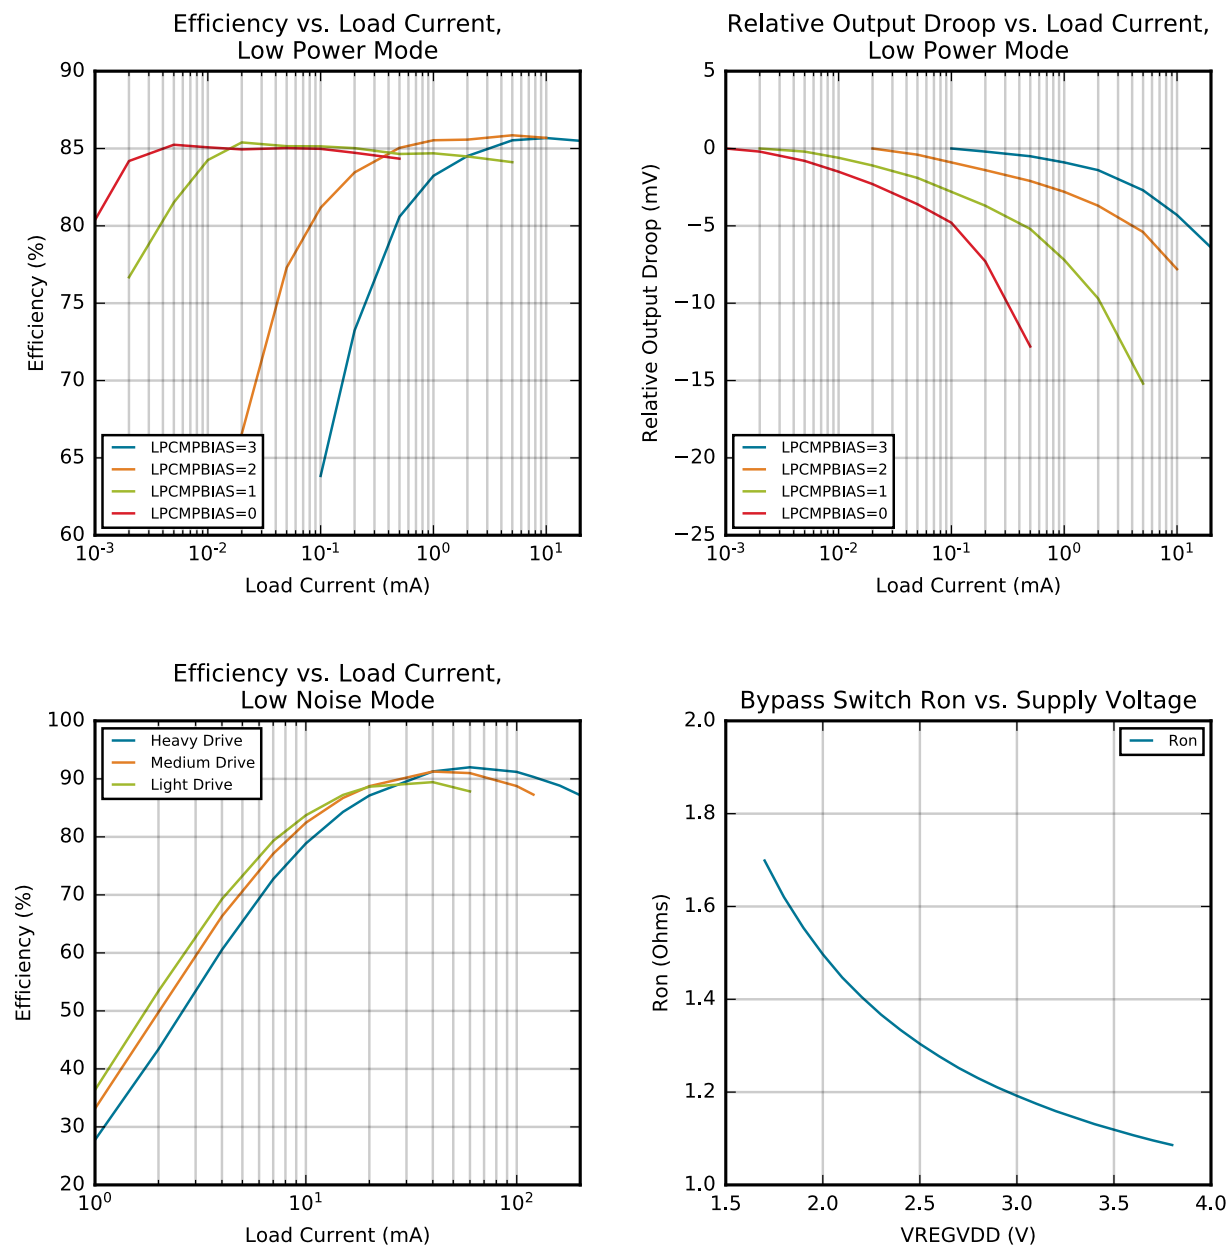 Efficiency vs. Load Current,
Low Power Mode
90
85
80
75
70
65
60
Efficiency (%)
LPCMPBIAS=3
LPCMPBIAS=2
LPCMPBIAS=1
LPCMPBIAS=0
10⁻³ 10⁻² 10⁻¹ 10⁰ 10¹
Load Current (mA)
Relative Output Droop vs. Load Current,
Low Power Mode
5
0
−5
−10
−15
−20
−25
Relative Output Droop (mV)
LPCMPBIAS=3
LPCMPBIAS=2
LPCMPBIAS=1
LPCMPBIAS=0
10⁻³ 10⁻² 10⁻¹ 10⁰ 10¹
Load Current (mA)
Efficiency vs. Load Current,
Low Noise Mode
100
90
80
70
60
50
40
30
20
Efficiency (%)
Heavy Drive
Medium Drive
Light Drive
10⁰ 10¹ 10²
Load Current (mA)
Bypass Switch Ron vs. Supply Voltage
2.0
1.8
1.6
1.4
1.2
1.0
Ron (Ohms)
Ron
1.5 2.0 2.5 3.0 3.5 4.0
VREGVDD (V)